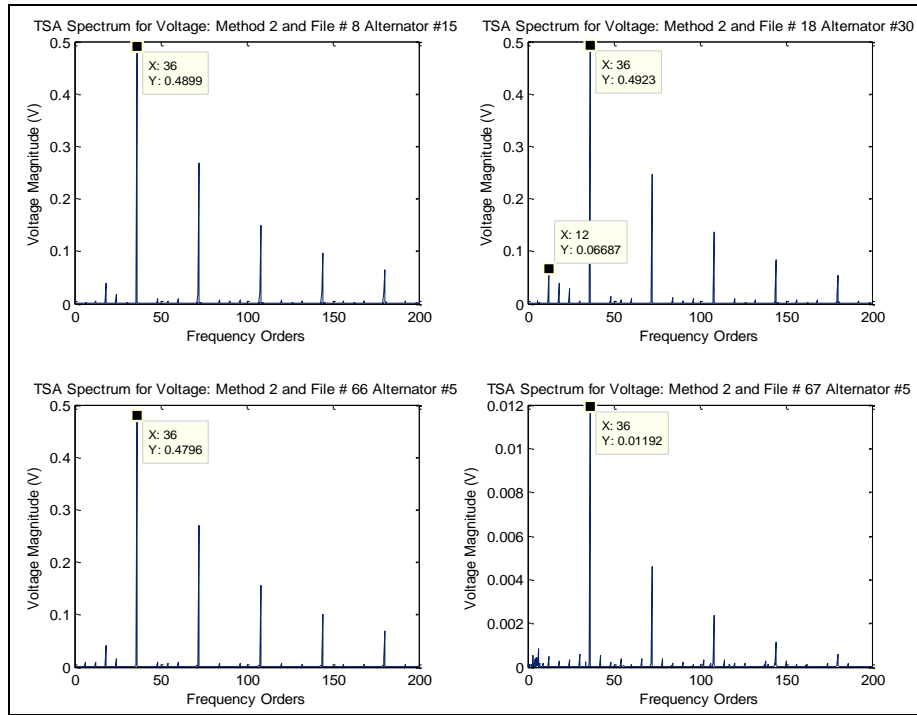 TSA Spectrum for Voltage: Method 2 and File # 8 Alternator #15
0.5
0.4
0.3
0.2
0.1
0
Voltage Magnitude (V)
X: 36
Y: 0.4899
0 50 100 150 200
Frequency Orders
TSA Spectrum for Voltage: Method 2 and File # 18 Alternator #30
0.5
0.4
0.3
0.2
0.1
0
Voltage Magnitude (V)
X: 36
Y: 0.4923
X: 12
Y: 0.06687
0 50 100 150 200
Frequency Orders
TSA Spectrum for Voltage: Method 2 and File # 66 Alternator #5
0.5
0.4
0.3
0.2
0.1
0
Voltage Magnitude (V)
X: 36
Y: 0.4796
0 50 100 150 200
Frequency Orders
TSA Spectrum for Voltage: Method 2 and File # 67 Alternator #5
0.012
0.01
0.008
0.006
0.004
0.002
0
Voltage Magnitude (V)
X: 36
Y: 0.01192
0 50 100 150 200
Frequency Orders